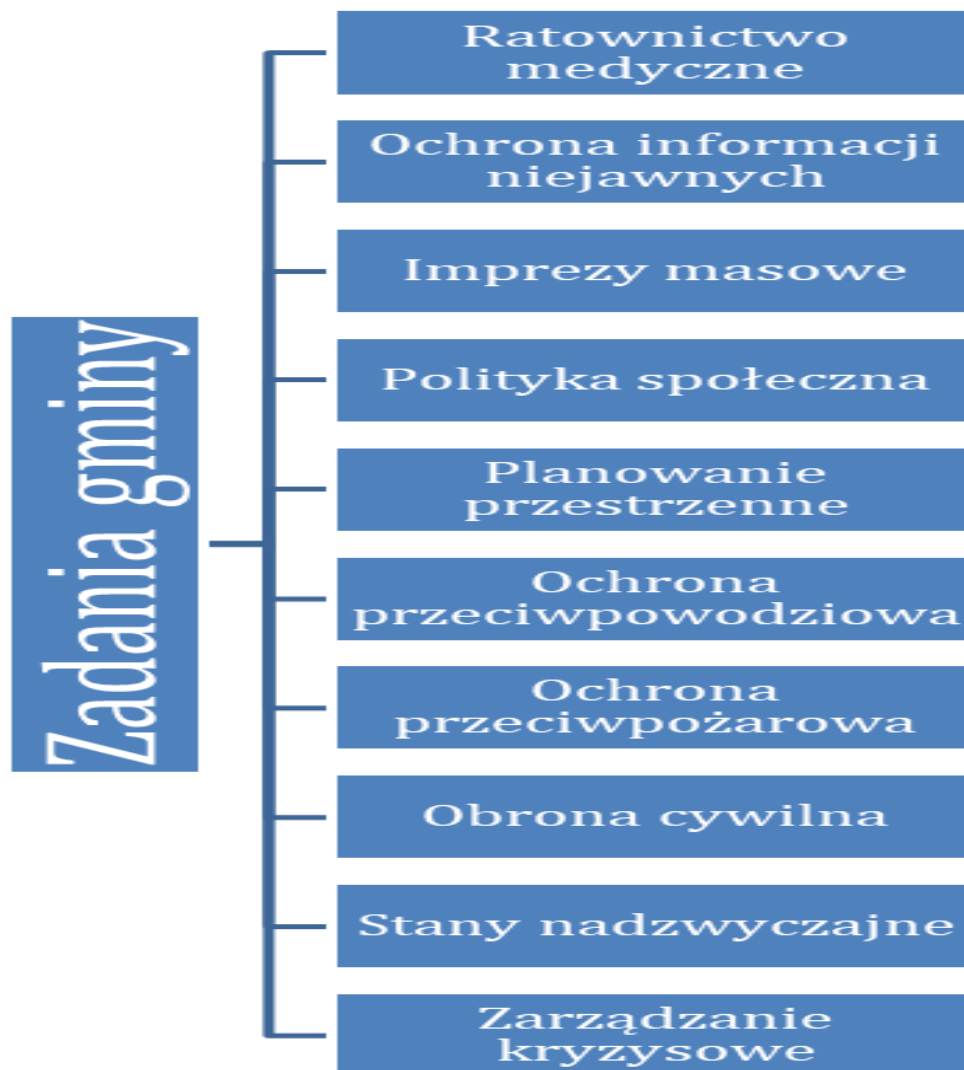 Zadania gminy
Ratownictwo
medyczne
Ochrona informacji
niejawnych
Imprezy masowe
Polityka społeczna
Planowanie
przestrzenne
Ochrona
przeciwpowodziowa
Ochrona
przeciwpożarowa
Obrona cywilna
Stany nadzwyczajne
Zarządzanie
kryzysowe